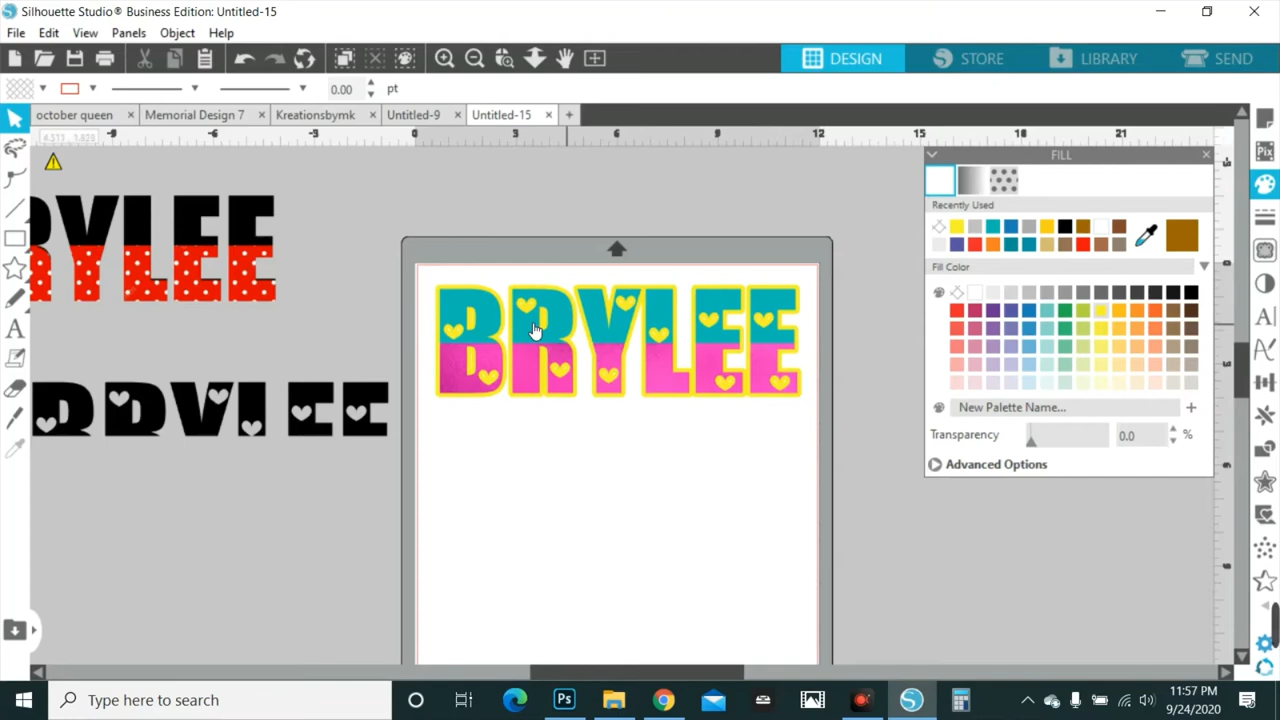 Silhouette Studio® Business Edition: Untitled-15
File Edit View Panels Object Help
DESIGN STORE LIBRARY SEND
0.00 pt
october queen × Memorial Design 7 × Kreationsbymk × Untitled-9 × Untitled-15 × +
-9 -6 -3 0 3 6 9 12 15 18 21
FILL
Recently Used
Fill Color
New Palette Name... +
Transparency 0.0 %
Advanced Options
RYLEE
BRYLEE
BRYLEE
Type here to search
Ps
11:57 PM
9/24/2020